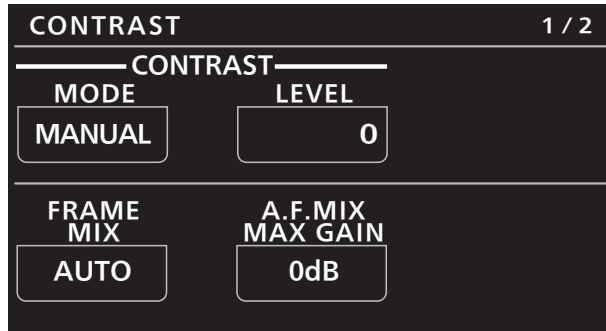 CONTRAST 1 / 2
CONTRAST
MODE LEVEL
MANUAL 0
FRAME A.F.MIX
MIX MAX GAIN
AUTO 0dB